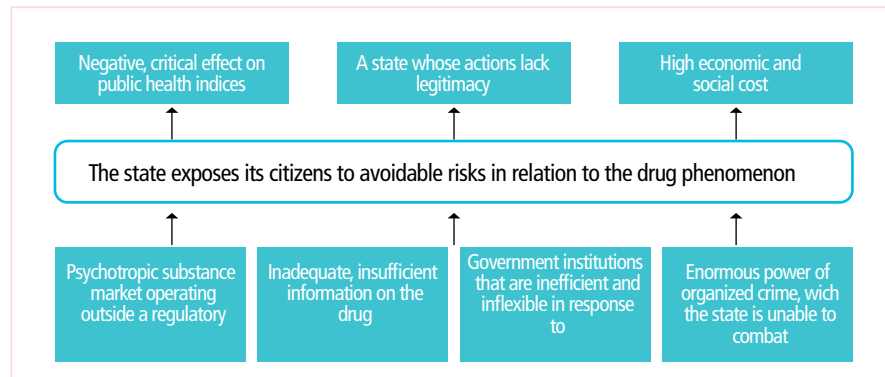 Negative, critical effect on
public health indices
A state whose actions lack
legitimacy
High economic and
social cost
The state exposes its citizens to avoidable risks in relation to the drug phenomenon
Psychotropic substance
market operating
outside a regulatory
Inadequate, insufficient
information on the
drug
Government institutions
that are inefficient and
inflexible in response
to
Enormous power of
organized crime, wich
the state is unable to
combat